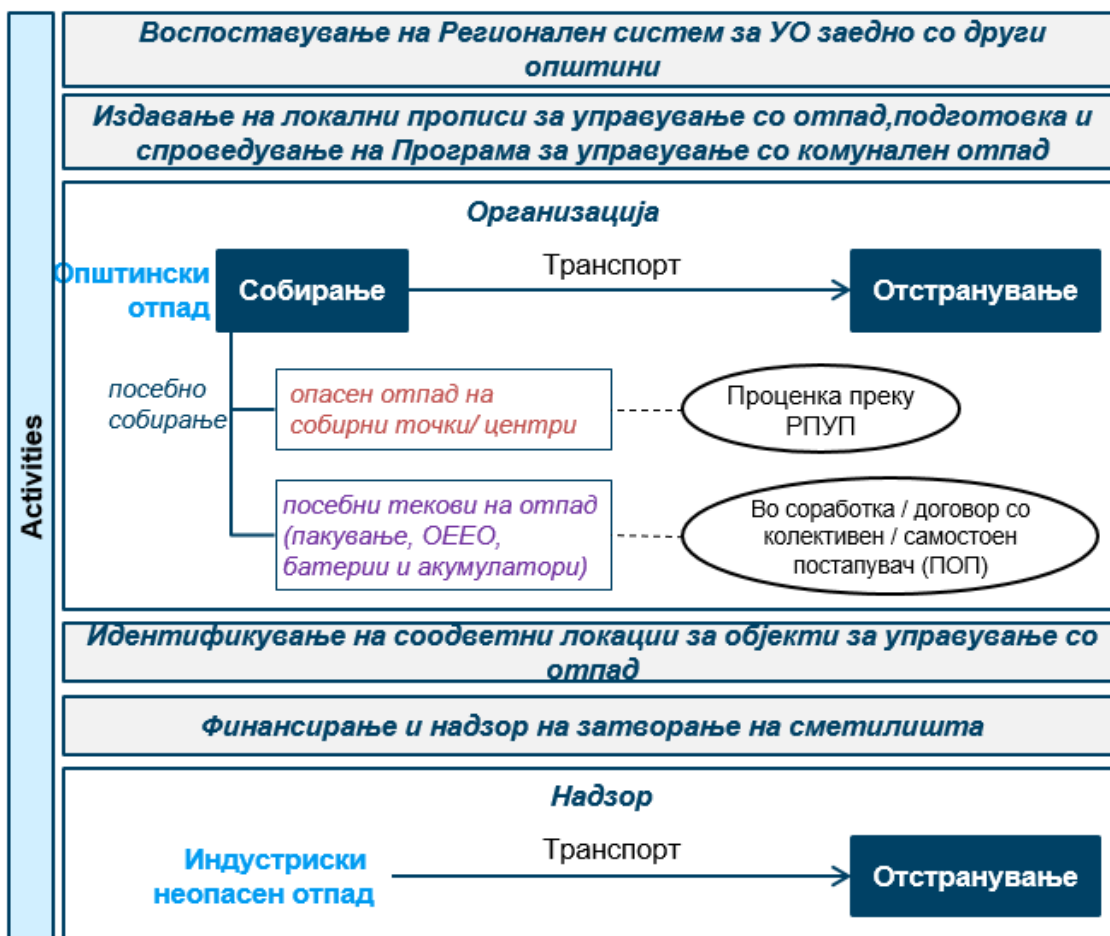 Activities
Воспоставување на Регионален систем за УО заедно со други
општини
Издавање на локални прописи за управување со отпад,подготовка и
спроведување на Програма за управување со комунален отпад
Организација
Општински
отпад
Собирање
Транспорт
Отстранување
посебно
собирање
опасен отпад на
собирни точки/ центри
Проценка преку
РПУП
посебни текови на отпад
(пакување, ОЕЕО,
батерии и акумулатори)
Во соработка / договор со
колективен / самостоен
постапувач (ПОП)
Идентификување на соодветни локации за објекти за управување со
отпад
Финансирање и надзор на затворање на сметилишта
Надзор
Индустриски
неопасен отпад
Транспорт
Отстранување